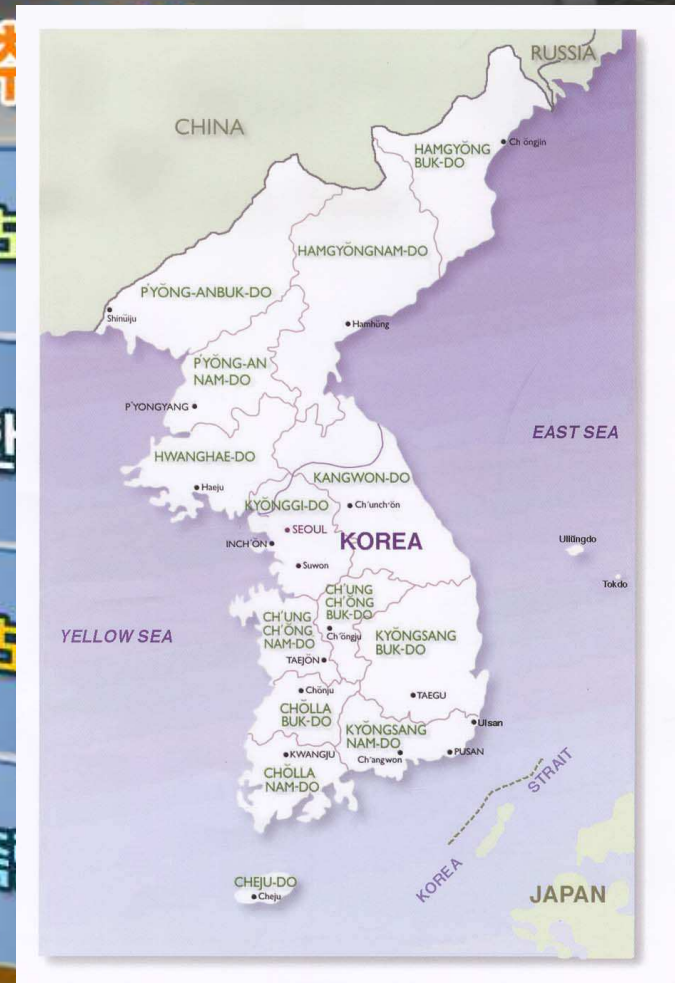 RUSSIA
CHINA
HAMGYŎNG
BUK-DO
Ch ŏngjin
HAMGYŎNGNAM-DO
P'YŎNG-ANBUK-DO
Shinŭiju
Hamhŭng
P'YŎNG-AN
NAM-DO
P'YONGYANG
EAST SEA
HWANGHAE-DO
KANGWON-DO
Haeju
KYŎNGGI-DO
Ch'unch'ŏn
SEOUL
INCH'ŎN
KOREA
Ullŭngdo
Suwon
Tokdo
CH'UNG
CH'ŎNG
BUK-DO
CH'UNG
CH'ŎNG
NAM-DO
Ch'ŏngju
YELLOW SEA
KYŎNGSANG
BUK-DO
TAEJŎN
Chŏnju
TAEGU
CHŎLLA
BUK-DO
Ulsan
KYŎNGSANG
NAM-DO
KWANGJU
Ch'angwon
PUSAN
CHŎLLA
NAM-DO
KOREA STRAIT
CHEJU-DO
Cheju
JAPAN